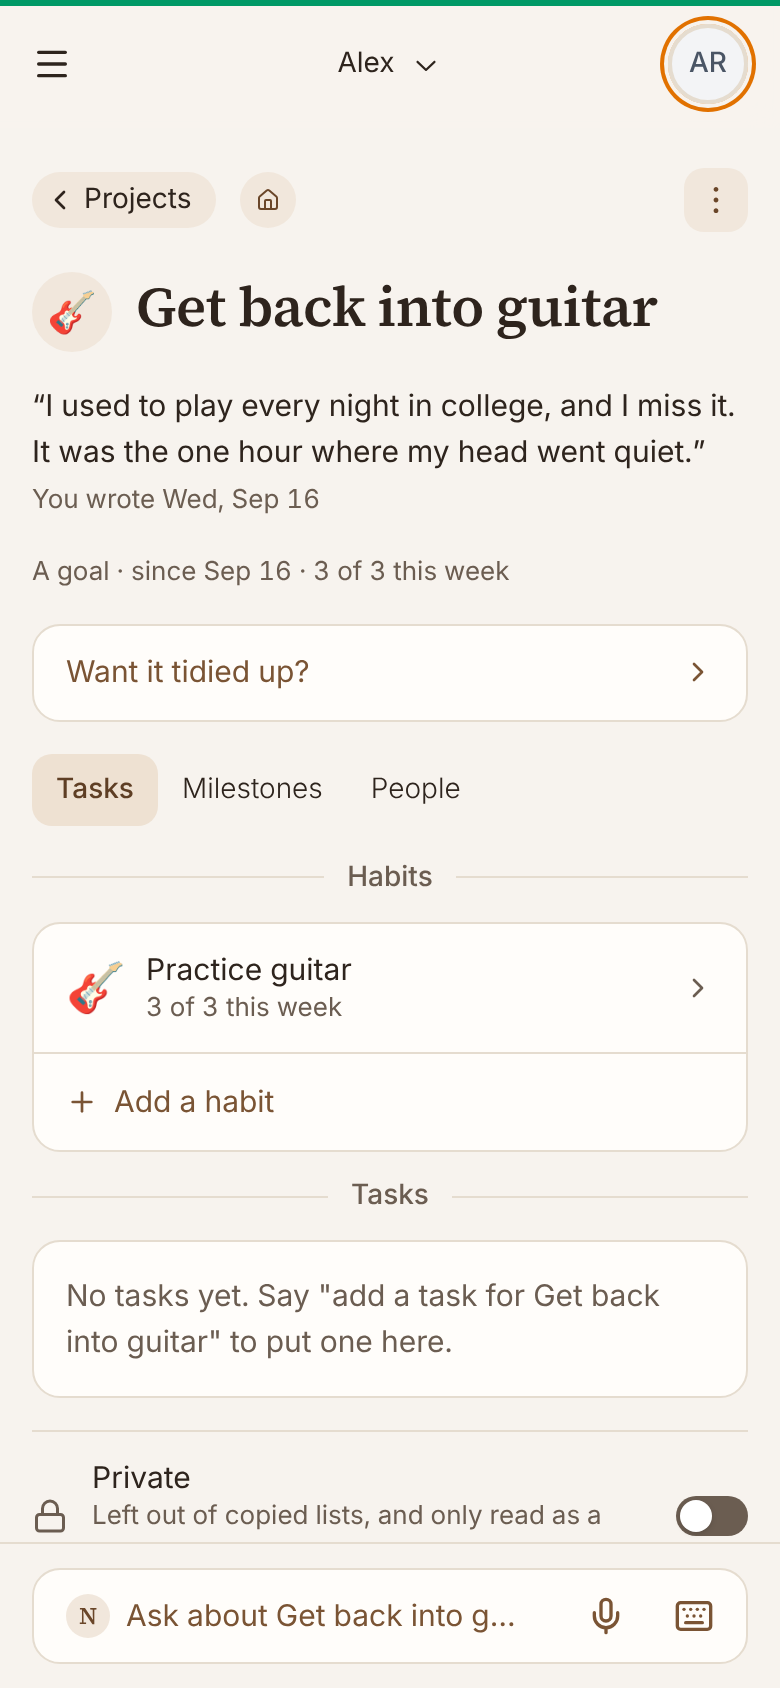 Alex
AR
Projects
Get back into guitar
“I used to play every night in college, and I miss it.
It was the one hour where my head went quiet.”
You wrote Wed, Sep 16
A goal · since Sep 16 · 3 of 3 this week
Want it tidied up?
Tasks
Milestones
People
Habits
Practice guitar
3 of 3 this week
Add a habit
Tasks
No tasks yet. Say "add a task for Get back
into guitar" to put one here.
Private
Left out of copied lists, and only read as a
N
Ask about Get back into g...